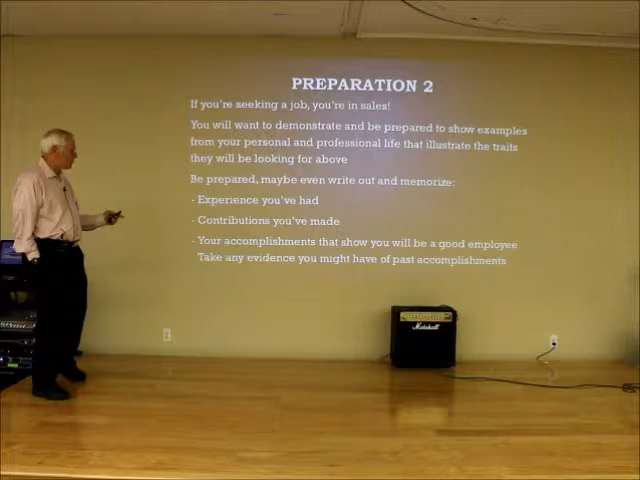 PREPARATION 2
If you're seeking a job, you're in sales!
You will want to demonstrate and be prepared to show examples
from your personal and professional life that illustrate the traits
they will be looking for above
Be prepared, maybe even write out and memorize:
- Experience you've had
- Contributions you've made
- Your accomplishments that show you will be a good employee
Take any evidence you might have of past accomplishments
Marshall